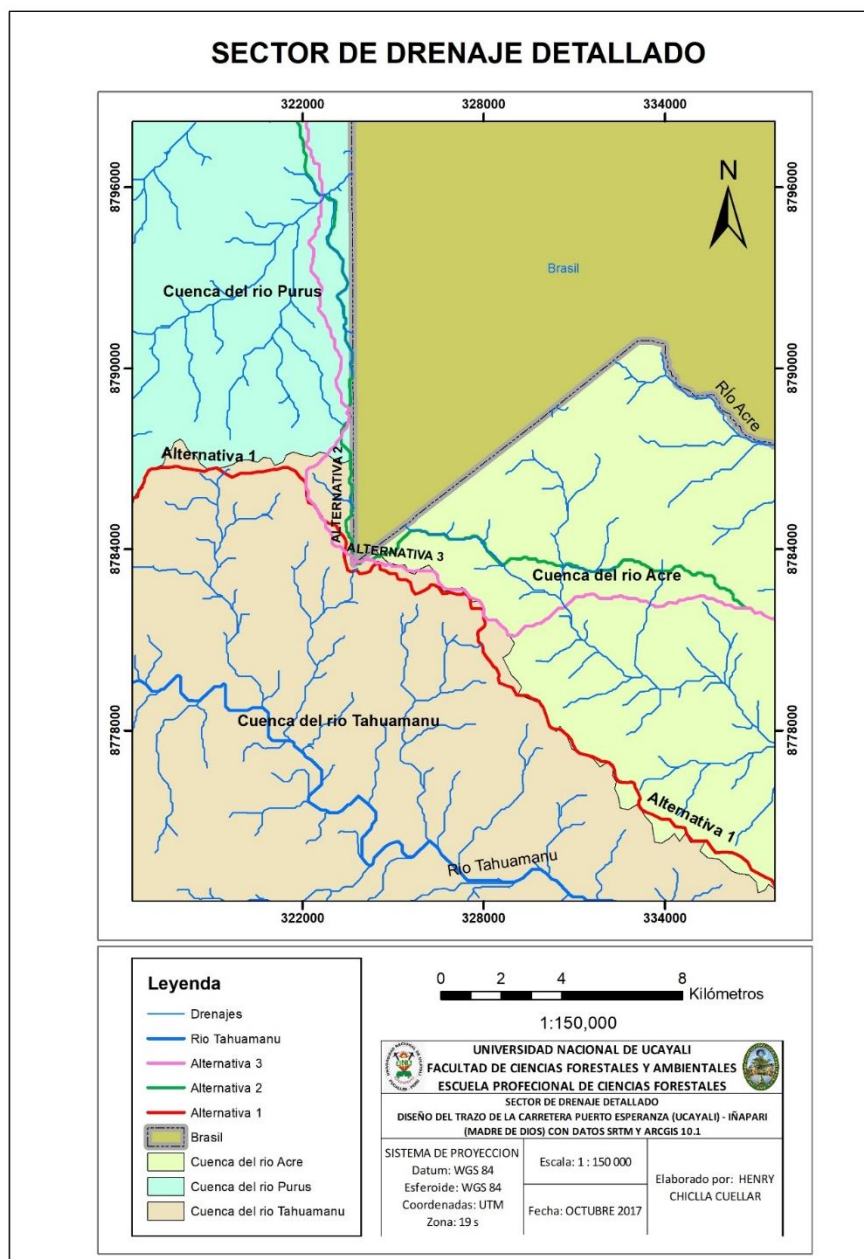 SECTOR DE DRENAJE DETALLADO
322000 328000 334000
8796000
8796000
N
Brasil
Cuenca del rio Purus
8790000
8790000
RÍO Acre
Alternativa 1
ALTERNATIVA 2
8784000
8784000
ALTERNATIVA 3
Cuenca del rio Acre
Cuenca del rio Tahuamanu
8778000
8778000
Alternativa 1
Rio Tahuamanu
322000 328000 334000
Leyenda
Drenajes
Rio Tahuamanu
Alternativa 3
Alternativa 2
Alternativa 1
Brasil
Cuenca del rio Acre
Cuenca del rio Purus
Cuenca del rio Tahuamanu
0 2 4 8
Kilómetros
1:150,000
UNIVERSIDAD NACIONAL DE UCAYALI
FACULTAD DE CIENCIAS FORESTALES Y AMBIENTALES
ESCUELA PROFECIONAL DE CIENCIAS FORESTALES
SECTOR DE DRENAJE DETALLADO
DISEÑO DEL TRAZO DE LA CARRETERA PUERTO ESPERANZA (UCAYALI) - IÑAPARI
(MADRE DE DIOS) CON DATOS SRTM Y ARCGIS 10.1
SISTEMA DE PROYECCION
Datum: WGS 84
Esferoide: WGS 84
Coordenadas: UTM
Zona: 19 s
Escala: 1 : 150 000
Fecha: OCTUBRE 2017
Elaborado por: HENRY
CHICLLA CUELLAR